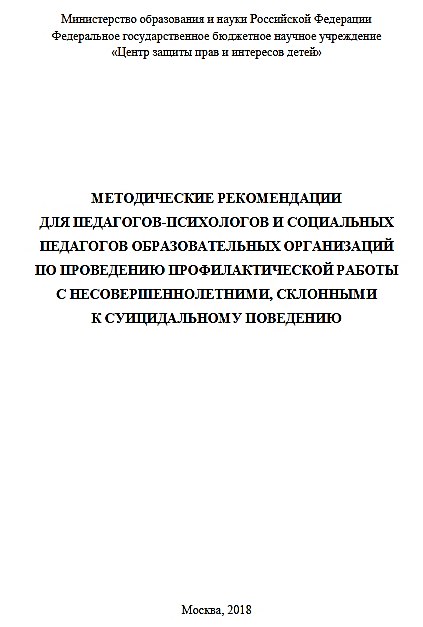 Министерство образования и науки Российской Федерации
Федеральное государственное бюджетное научное учреждение
«Центр защиты прав и интересов детей»
МЕТОДИЧЕСКИЕ РЕКОМЕНДАЦИИ
ДЛЯ ПЕДАГОГОВ-ПСИХОЛОГОВ И СОЦИАЛЬНЫХ
ПЕДАГОГОВ ОБРАЗОВАТЕЛЬНЫХ ОРГАНИЗАЦИЙ
ПО ПРОВЕДЕНИЮ ПРОФИЛАКТИЧЕСКОЙ РАБОТЫ
С НЕСОВЕРШЕННОЛЕТНИМИ, СКЛОННЫМИ
К СУИЦИДАЛЬНОМУ ПОВЕДЕНИЮ
Москва, 2018